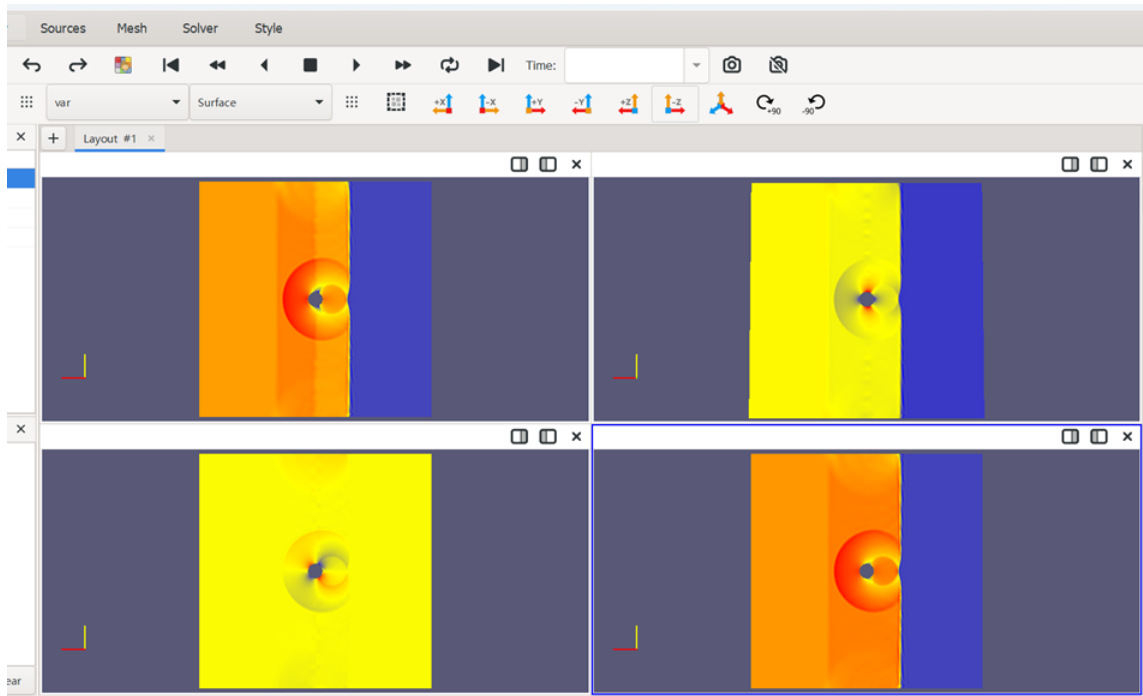 Sources Mesh Solver Style
Time:
var Surface +X -X +Y -Y +Z -Z +90 -90
Layout #1
ear